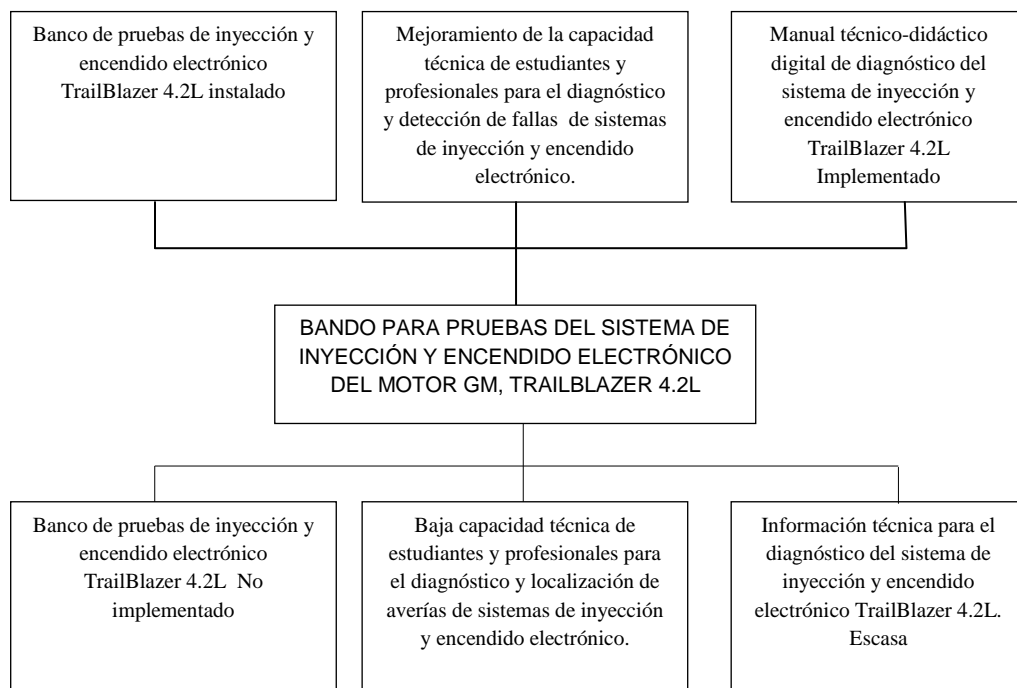 Banco de pruebas de inyección y
encendido electrónico
TrailBlazer 4.2L instalado
Mejoramiento de la capacidad
técnica de estudiantes y
profesionales para el diagnóstico
y detección de fallas de sistemas
de inyección y encendido
electrónico.
Manual técnico-didáctico
digital de diagnóstico del
sistema de inyección y
encendido electrónico
TrailBlazer 4.2L
Implementado
BANDO PARA PRUEBAS DEL SISTEMA DE
INYECCIÓN Y ENCENDIDO ELECTRÓNICO
DEL MOTOR GM, TRAILBLAZER 4.2L
Banco de pruebas de inyección y
encendido electrónico
TrailBlazer 4.2L No
implementado
Baja capacidad técnica de
estudiantes y profesionales para
el diagnóstico y localización de
averías de sistemas de inyección
y encendido electrónico.
Información técnica para el
diagnóstico del sistema de
inyección y encendido
electrónico TrailBlazer 4.2L.
Escasa